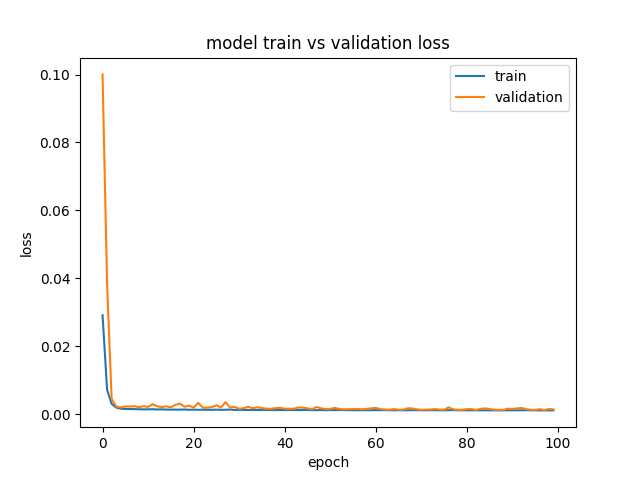 model train vs validation loss
train
validation
loss
0.10
0.08
0.06
0.04
0.02
0.00
0 20 40 60 80 100
epoch